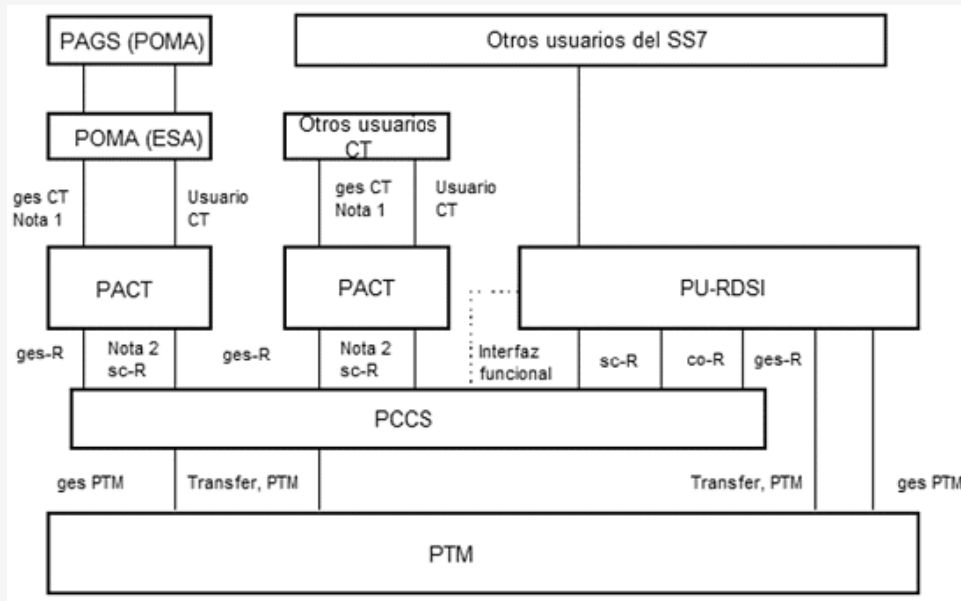 PAGS (POMA)
Otros usuarios del SS7
POMA (ESA)
Otros usuarios
CT
ges CT
Nota 1
Usuario
CT
ges CT
Nota 1
Usuario
CT
PACT
PACT
PU-RDSI
ges-R
Nota 2
sc-R
ges-R
Nota 2
sc-R
Interfaz
funcional
sc-R
co-R
ges-R
PCCS
ges PTM
Transfer, PTM
Transfer, PTM
ges PTM
PTM